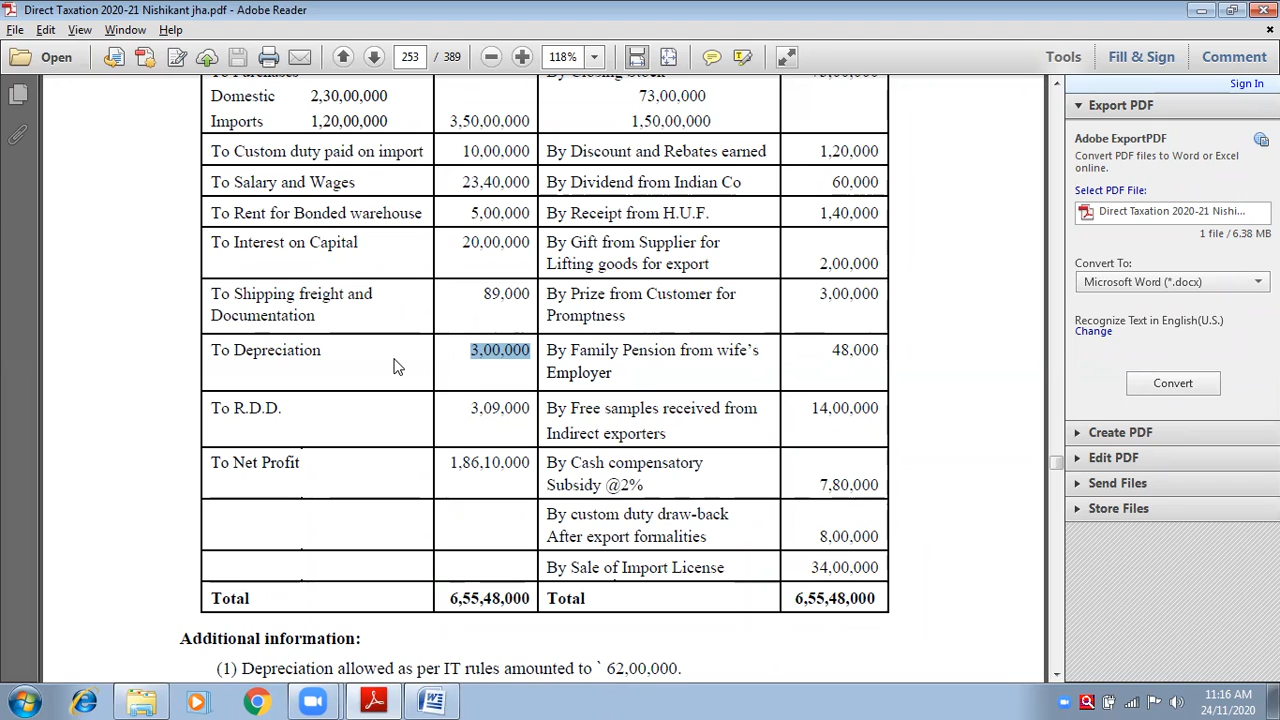 Direct Taxation 2020-21 Nishikant jha.pdf - Adobe Reader
File Edit View Window Help
Open 253 / 389 118% Tools Fill & Sign Comment
Domestic 2,30,00,000 73,00,000
Imports 1,20,00,000 3,50,00,000 1,50,00,000
To Custom duty paid on import 10,00,000 By Discount and Rebates earned 1,20,000
To Salary and Wages 23,40,000 By Dividend from Indian Co 60,000
To Rent for Bonded warehouse 5,00,000 By Receipt from H.U.F. 1,40,000
To Interest on Capital 20,00,000 By Gift from Supplier for
Lifting goods for export 2,00,000
To Shipping freight and 89,000 By Prize from Customer for 3,00,000
Documentation Promptness
To Depreciation 3,00,000 By Family Pension from wife's 48,000
Employer
To R.D.D. 3,09,000 By Free samples received from 14,00,000
Indirect exporters
To Net Profit 1.86,10,000 By Cash compensatory
Subsidy @2% 7,80,000
By custom duty draw-back
After export formalities 8,00,000
By Sale of Import License 34,00,000
Total 6,55,48,000 Total 6,55,48,000
Additional information:
(1) Depreciation allowed as per IT rules amounted to ` 62,00,000.
Sign In
Export PDF
Adobe ExportPDF
Convert PDF files to Word or Excel
online.
Select PDF File:
Direct Taxation 2020-21 Nishi...
1 file / 6.38 MB
Convert To:
Microsoft Word (*.docx)
Recognize Text in English(U.S.)
Change
Convert
Create PDF
Edit PDF
Send Files
Store Files
11:16 AM
24/11/2020